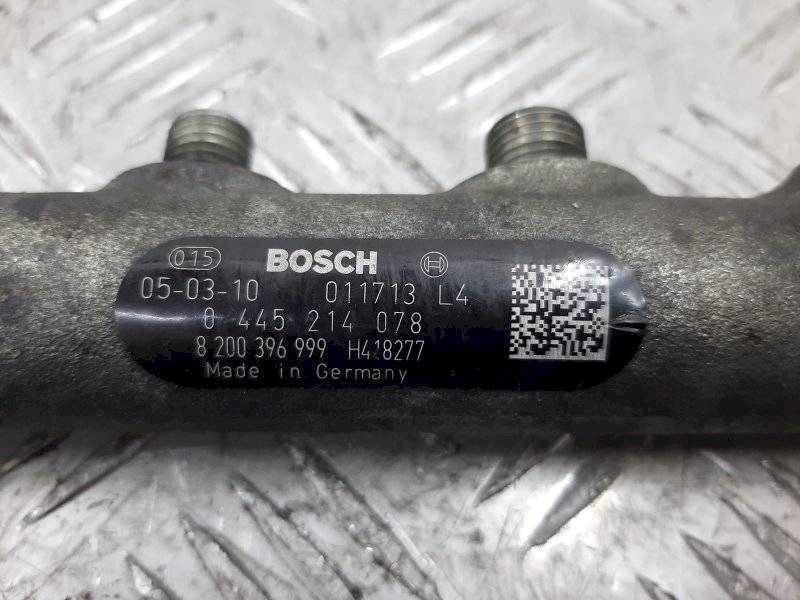 015 BOSCH
05-03-10 011713 L4
0 445 214 078
8 200 396 999 H418277
Made in Germany